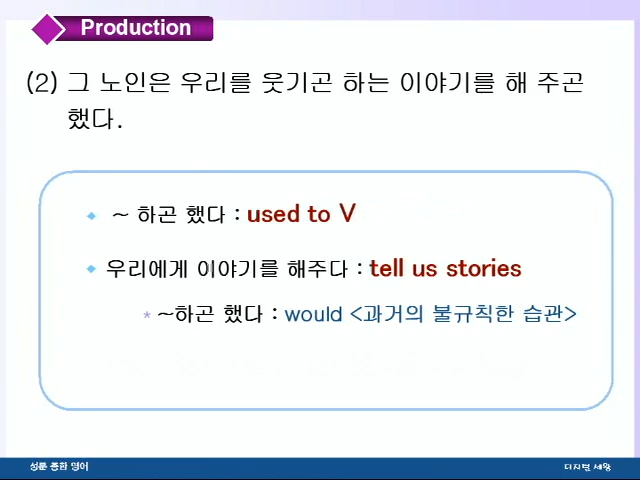 Production
(2) 그 노인은 우리를 웃기곤 하는 이야기를 해 주곤
했다.
~ 하곤 했다 : used to V
우리에게 이야기를 해주다 : tell us stories
* ~하곤 했다 : would <과거의 불규칙한 습관>
성문 종합 영어
디지털 세왕